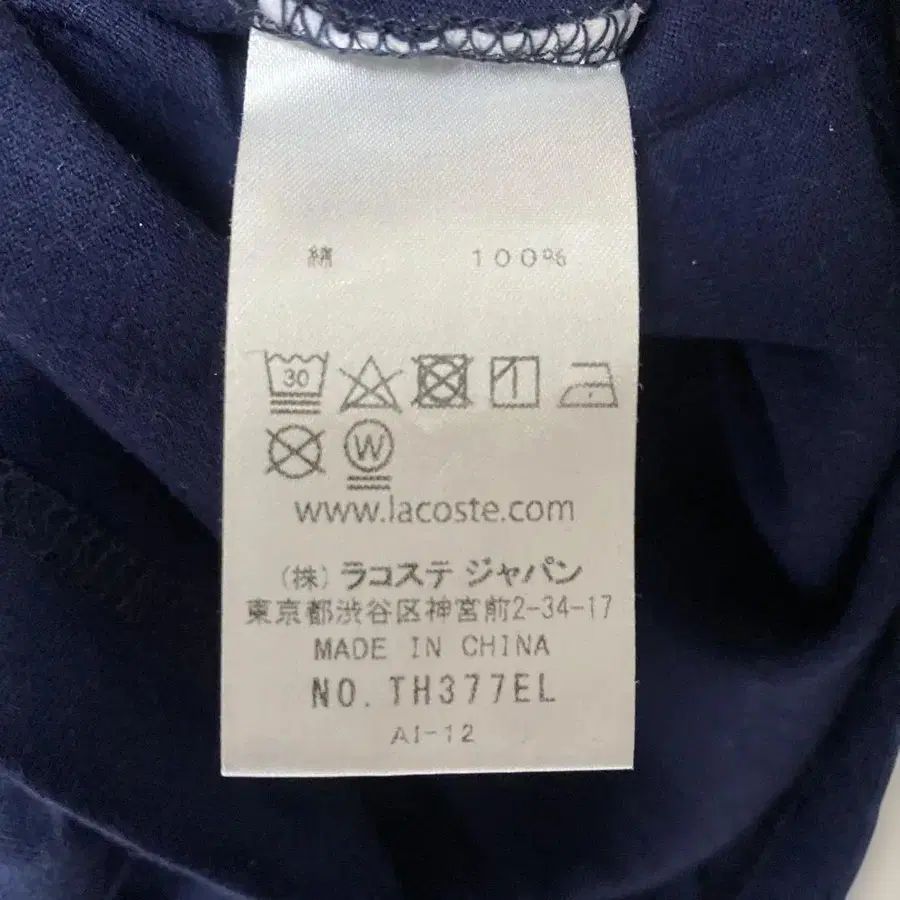 綿 100%
30
W
www.lacoste.com
(株) ラコステ ジャパン
東京都渋谷区神宮前2-34-17
MADE IN CHINA
NO. TH377EL
AI-12